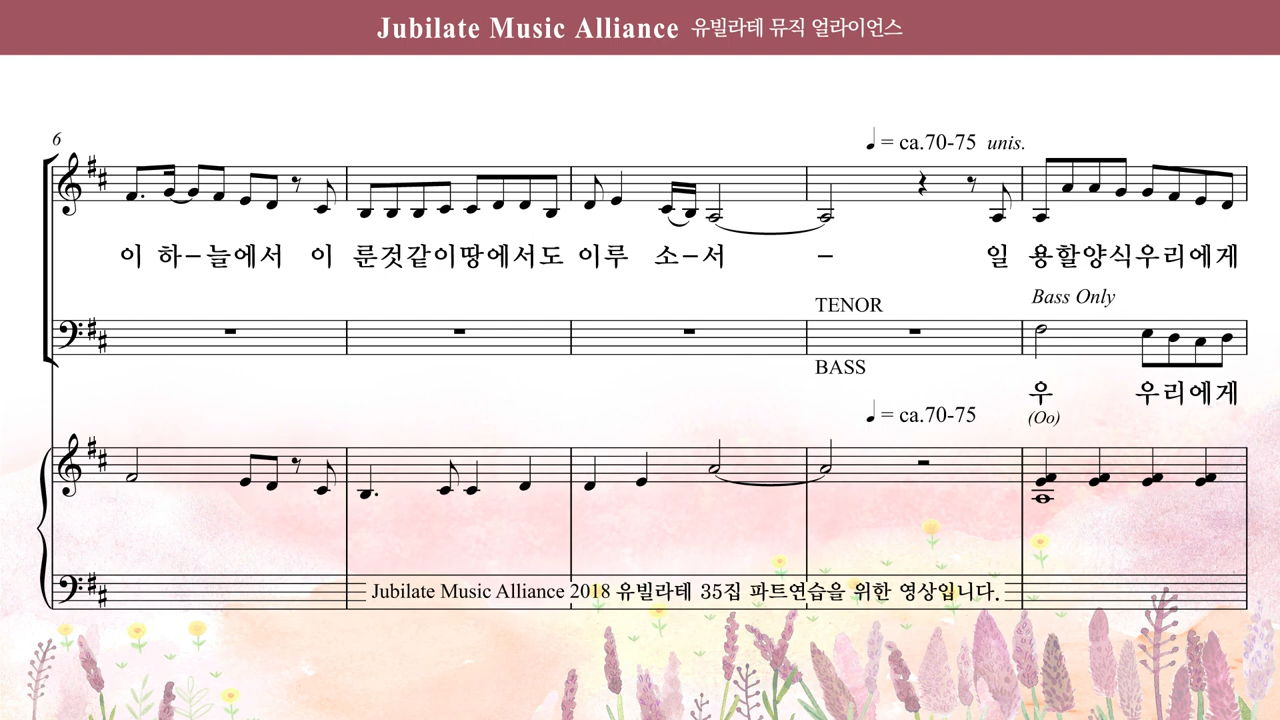 Jubilate Music Alliance 유빌라테 뮤직 얼라이언스
6
♩ = ca.70-75 unis.
이 하-늘에서 이 룬것같이땅에서도 이루 소-서 - 일 용할양식우리에게
TENOR
Bass Only
BASS
우 우리에게
♩ = ca.70-75
(Oo)
Jubilate Music Alliance 2018 유빌라테 35집 파트연습을 위한 영상입니다.